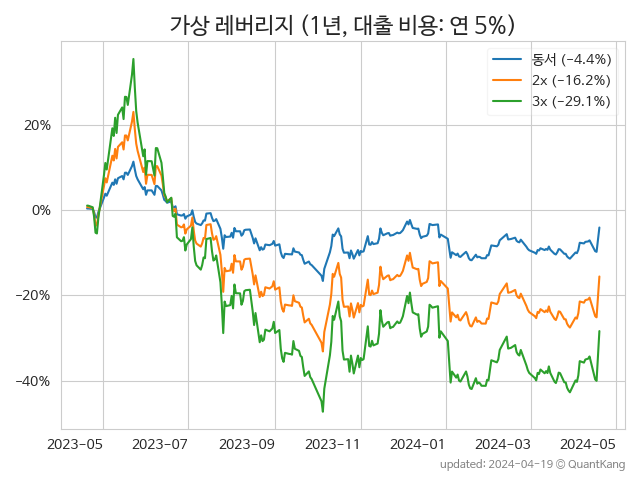 가상 레버리지 (1년, 대출 비용: 연 5%)
동서 (−4.4%)
2x (−16.2%)
3x (−29.1%)
20%
0%
−20%
−40%
2023-05 2023-07 2023-09 2023-11 2024-01 2024-03 2024-05
updated: 2024-04-19 © QuantKang